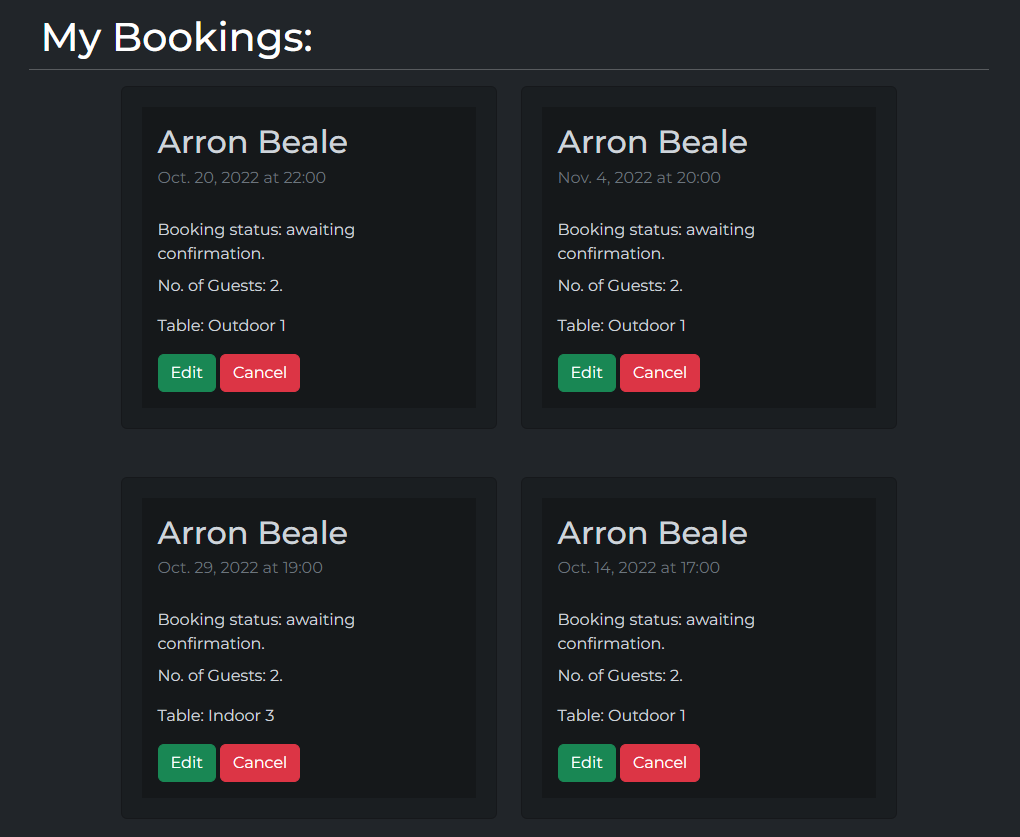 My Bookings:
Arron Beale
Oct. 20, 2022 at 22:00
Booking status: awaiting
confirmation.
No. of Guests: 2.
Table: Outdoor 1
Edit Cancel
Arron Beale
Nov. 4, 2022 at 20:00
Booking status: awaiting
confirmation.
No. of Guests: 2.
Table: Outdoor 1
Edit Cancel
Arron Beale
Oct. 29, 2022 at 19:00
Booking status: awaiting
confirmation.
No. of Guests: 2.
Table: Indoor 3
Edit Cancel
Arron Beale
Oct. 14, 2022 at 17:00
Booking status: awaiting
confirmation.
No. of Guests: 2.
Table: Outdoor 1
Edit Cancel